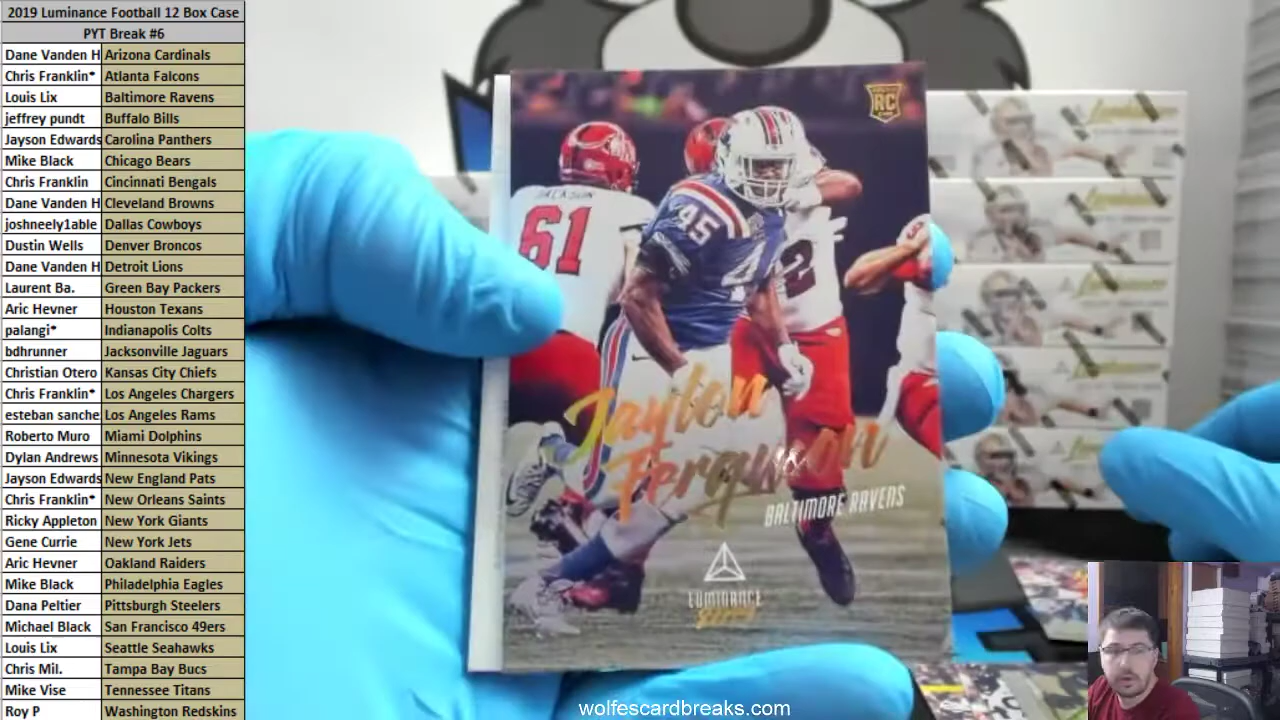 2019 Luminance Football 12 Box Case
PYT Break #6
Dane Vanden H Arizona Cardinals
Chris Franklin* Atlanta Falcons
Louis Lix Baltimore Ravens
jeffrey pundt Buffalo Bills
Jayson Edwards Carolina Panthers
Mike Black Chicago Bears
Chris Franklin Cincinnati Bengals
Dane Vanden H Cleveland Browns
joshneely1able Dallas Cowboys
Dustin Wells Denver Broncos
Dane Vanden H Detroit Lions
Laurent Ba. Green Bay Packers
Aric Hevner Houston Texans
palangi* Indianapolis Colts
bdhrunner Jacksonville Jaguars
Christian Otero Kansas City Chiefs
Chris Franklin* Los Angeles Chargers
esteban sanche Los Angeles Rams
Roberto Muro Miami Dolphins
Dylan Andrews Minnesota Vikings
Jayson Edwards New England Pats
Chris Franklin* New Orleans Saints
Ricky Appleton New York Giants
Gene Currie New York Jets
Aric Hevner Oakland Raiders
Mike Black Philadelphia Eagles
Dana Peltier Pittsburgh Steelers
Michael Black San Francisco 49ers
Louis Lix Seattle Seahawks
Chris Mil. Tampa Bay Bucs
Mike Vise Tennessee Titans
Roy P Washington Redskins
RC
JACKSON
61
45
4
2
Jaylon
Ferguson
BALTIMORE RAVENS
LUMINANCE
wolfescardbreaks.com